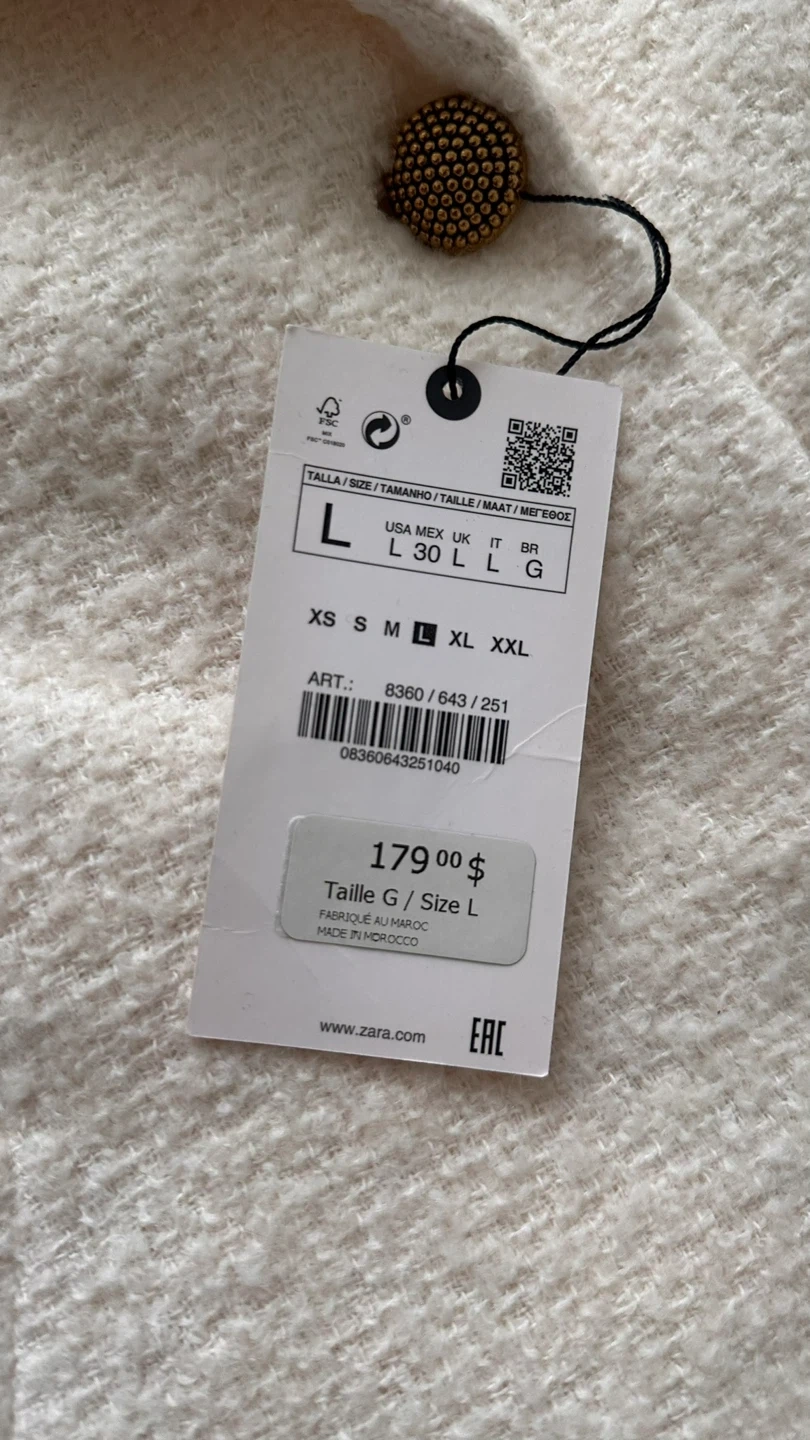 FSC
MIX
®
TALLA / SIZE / TAMANHO / TAILLE / MAAT / ΜΕΓΕΘΟΣ
L
USA MEX UK IT BR
L 30 L L G
XS S M L XL XXL
ART.: 8360 / 643 / 251
08360643251040
179 00 $
Taille G / Size L
FABRIQUÉ AU MAROC
MADE IN MOROCCO
www.zara.com
EAC